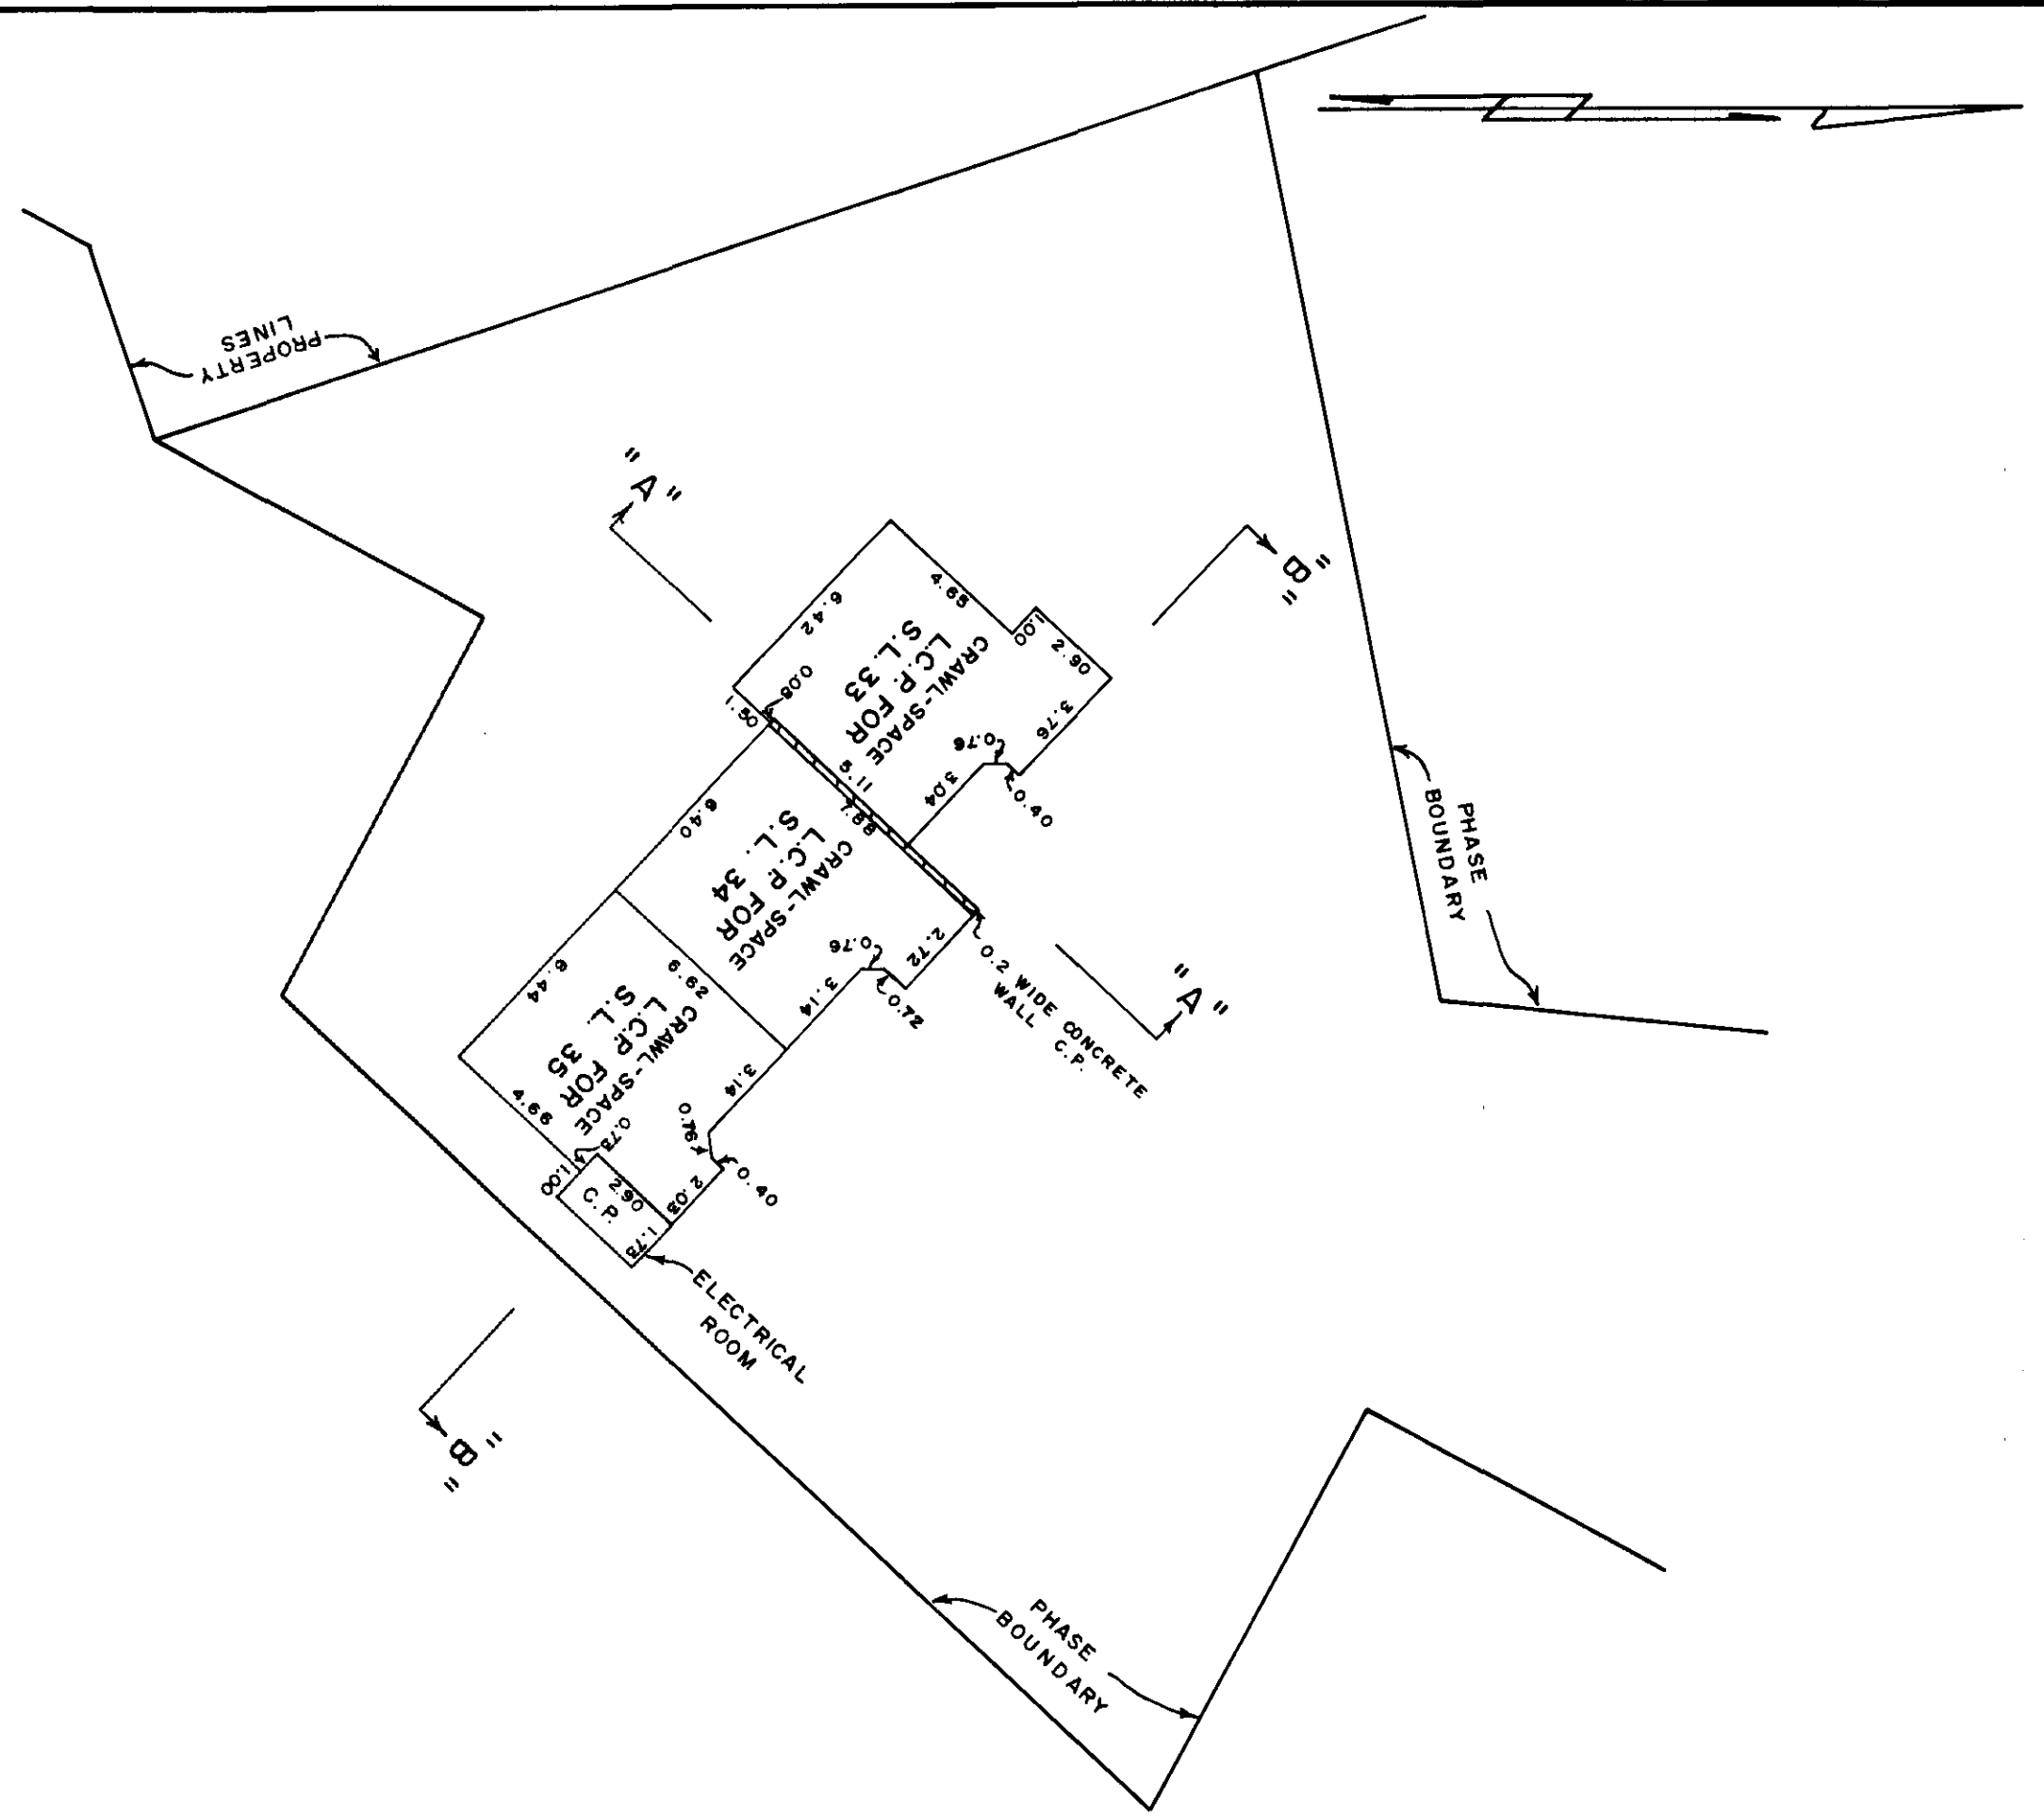 PROPERTY
LINES
"A"
"B"
4.65
1.00
2.90
6.42
CRAWL-SPACE
L.C.P. FOR
S.L. 33
3.76
0.08
1.50
0.76
0.40
3.04
5.11
7.88
6.40
CRAWL-SPACE
L.C.P. FOR
S.L. 34
2.72
0.76
0.72
3.14
0.2 WIDE CONCRETE
WALL C.P.
"A"
PHASE
BOUNDARY
6.62
6.44
CRAWL-SPACE
L.C.P. FOR
S.L. 35
3.14
0.76
0.40
4.66
0.78
1.00
2.90
2.03
C.P.
1.78
ELECTRICAL
ROOM
"B"
PHASE
BOUNDARY